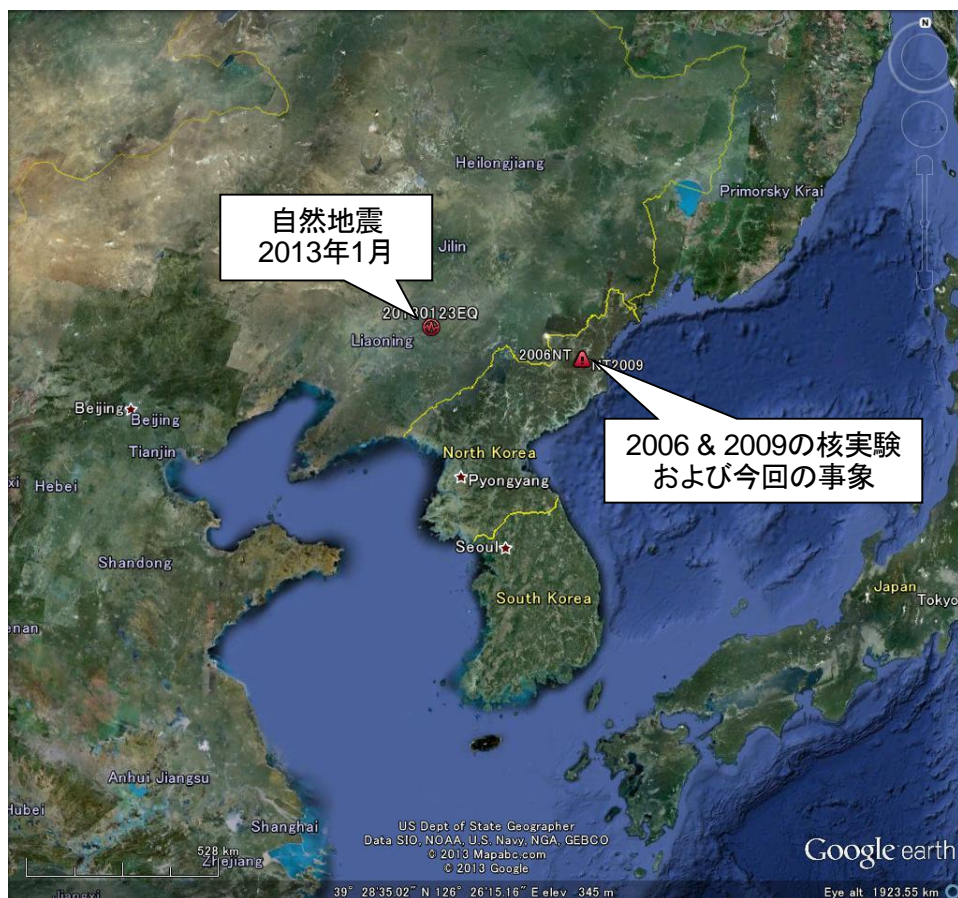 N
Heilongjiang
Primorsky Krai
自然地震
2013年1月
Jilin
20130123EQ
Liaoning
2006NT
NT2009
Beijing
Beijing
Tianjin
Hebei
2006 & 2009の核実験
および今回の事象
North Korea
Pyongyang
Seoul
Shandong
South Korea
Japan
Tokyo
enan
Anhui Jiangsu
Hubei
Shanghai
Zhejiang
528 km
US Dept of State Geographer
Data SIO, NOAA, U.S. Navy, NGA, GEBCO
© 2013 Mapabc.com
© 2013 Google
Google earth
Jiangxi
39° 28'35.02" N 126° 26'15.16" E elev 345 m
Eye alt 1923.55 km